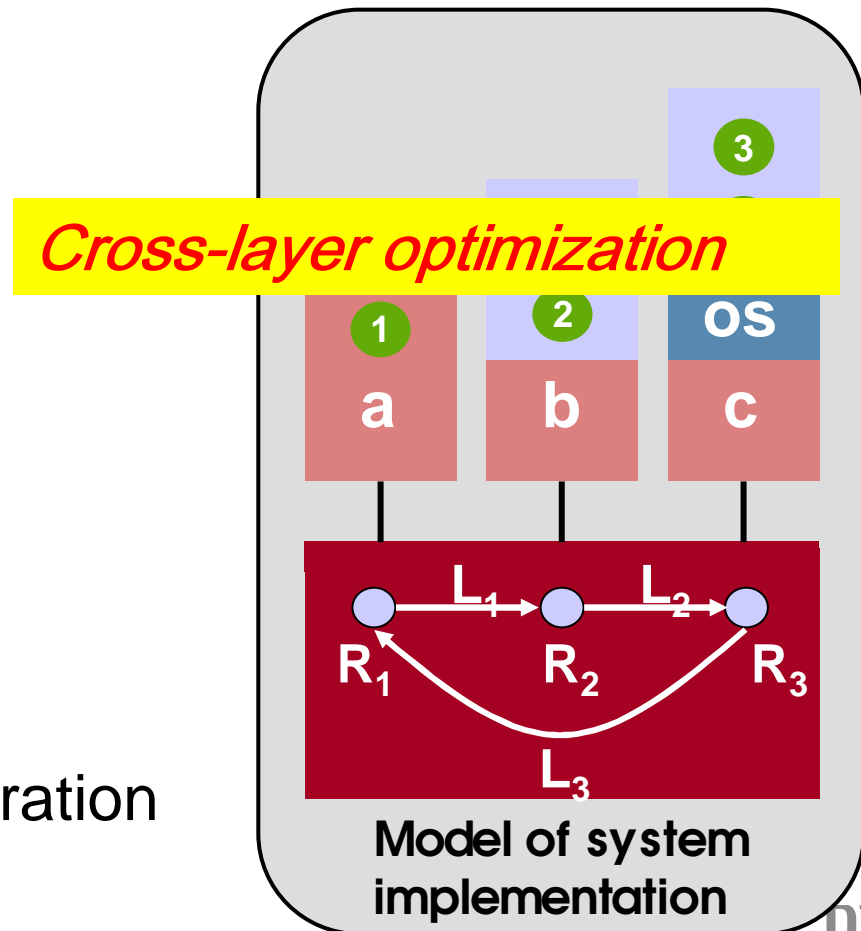 3
Cross-layer optimization
1 2 os
a b c
L1 L2
R1 R2 R3
L3
ration
Model of system
implementation